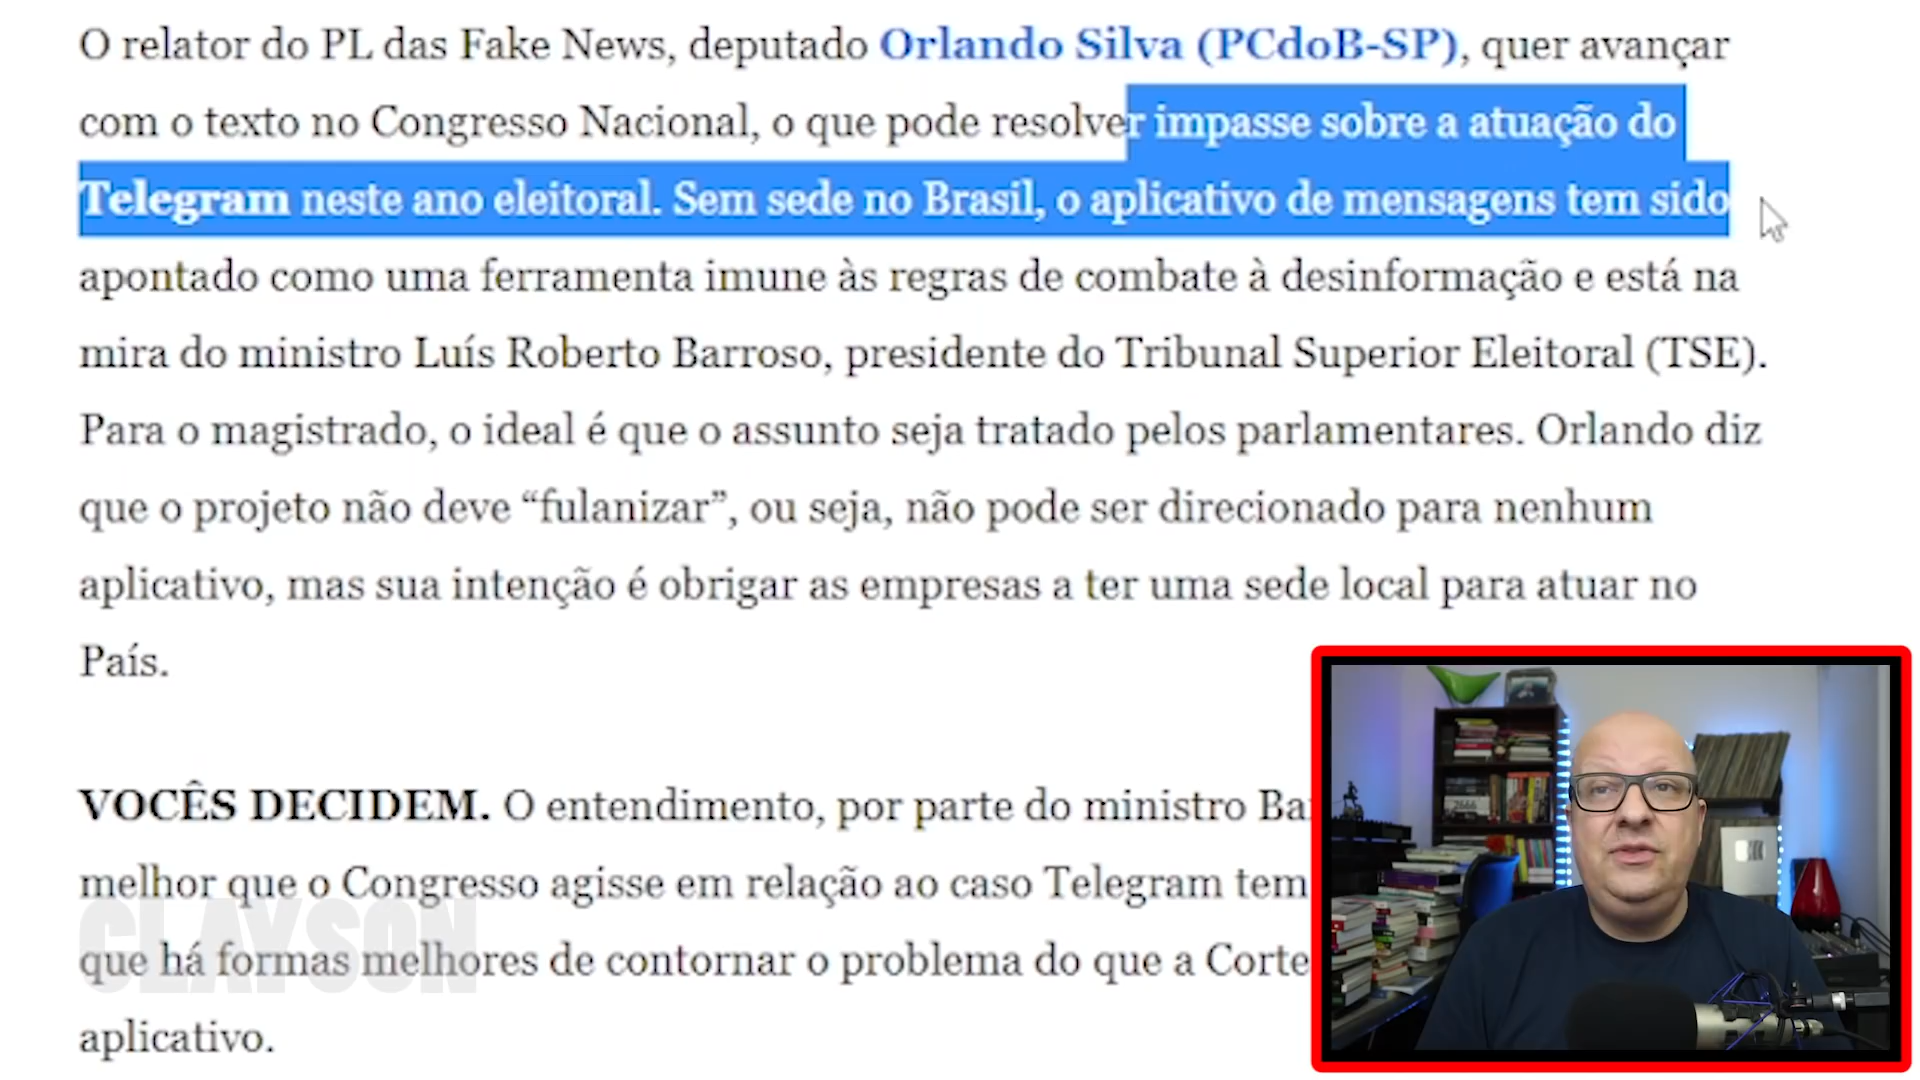 O relator do PL das Fake News, deputado Orlando Silva (PCdoB-SP), quer avançar
com o texto no Congresso Nacional, o que pode resolver impasse sobre a atuação do
Telegram neste ano eleitoral. Sem sede no Brasil, o aplicativo de mensagens tem sido
apontado como uma ferramenta imune às regras de combate à desinformação e está na
mira do ministro Luís Roberto Barroso, presidente do Tribunal Superior Eleitoral (TSE).
Para o magistrado, o ideal é que o assunto seja tratado pelos parlamentares. Orlando diz
que o projeto não deve “fulanizar”, ou seja, não pode ser direcionado para nenhum
aplicativo, mas sua intenção é obrigar as empresas a ter uma sede local para atuar no
País.
VOCÊS DECIDEM. O entendimento, por parte do ministro Ba
melhor que o Congresso agisse em relação ao caso Telegram tem
que há formas melhores de contornar o problema do que a Corte
aplicativo.
CLAYSON
2666